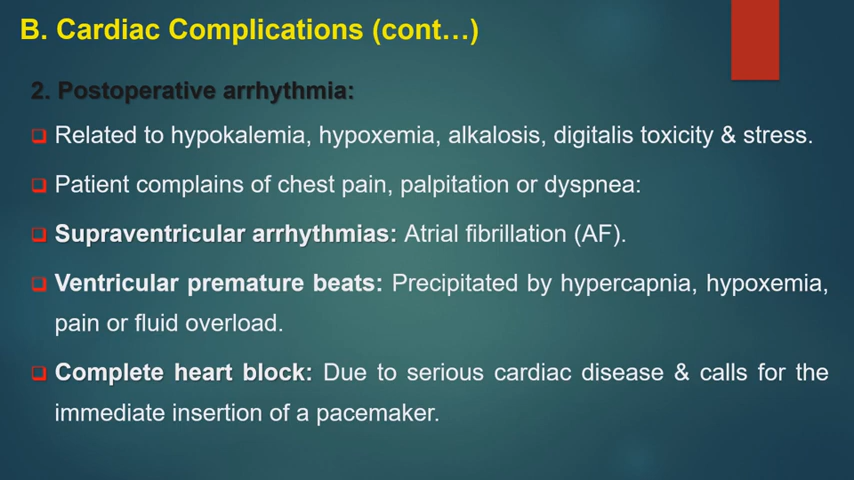 B. Cardiac Complications (cont…)
2. Postoperative arrhythmia:
Related to hypokalemia, hypoxemia, alkalosis, digitalis toxicity & stress.
Patient complains of chest pain, palpitation or dyspnea:
Supraventricular arrhythmias: Atrial fibrillation (AF).
Ventricular premature beats: Precipitated by hypercapnia, hypoxemia,
pain or fluid overload.
Complete heart block: Due to serious cardiac disease & calls for the
immediate insertion of a pacemaker.